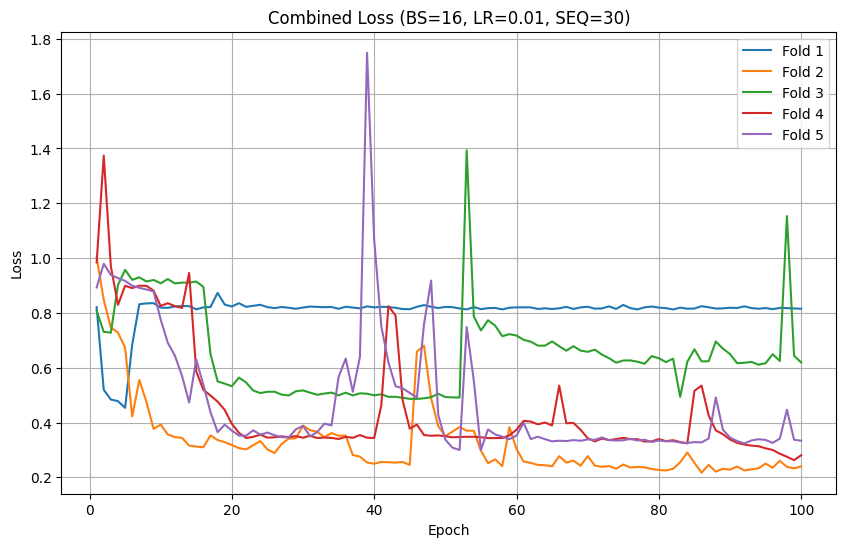 Combined Loss (BS=16, LR=0.01, SEQ=30)
Fold 1
Fold 2
Fold 3
Fold 4
Fold 5
Loss
1.8
1.6
1.4
1.2
1.0
0.8
0.6
0.4
0.2
0
20
40
60
80
100
Epoch